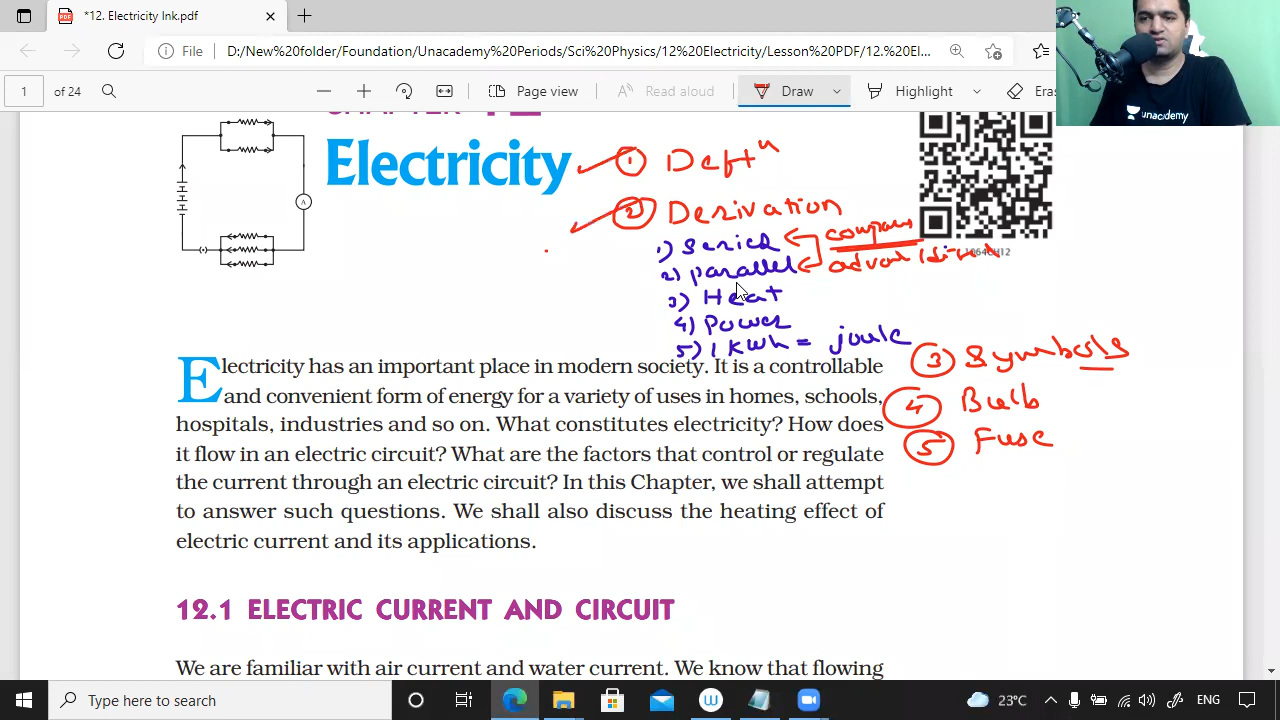 *12. Electricity Ink.pdf
File
D:/New%20folder/Foundation/Unacademy%20Periods/Sci%20Physics/12%20Electricity/Lesson%20PDF/12.%20El...
1 of 24
Page view
Read aloud
Draw
Highlight
Eras
unacademy
CHAPTER 12
Electricity
A
1 Deftn
2 Derivation
1) Series
2) parallel
compare
3) Heat
4) Power
5) 1 KWh = joule
1064CH12
3 Symbols
4 Bulb
5 Fuse
Electricity has an important place in modern society. It is a controllable
and convenient form of energy for a variety of uses in homes, schools,
hospitals, industries and so on. What constitutes electricity? How does
it flow in an electric circuit? What are the factors that control or regulate
the current through an electric circuit? In this Chapter, we shall attempt
to answer such questions. We shall also discuss the heating effect of
electric current and its applications.
12.1 ELECTRIC CURRENT AND CIRCUIT
We are familiar with air current and water current. We know that flowing
Type here to search
23°C
ENG